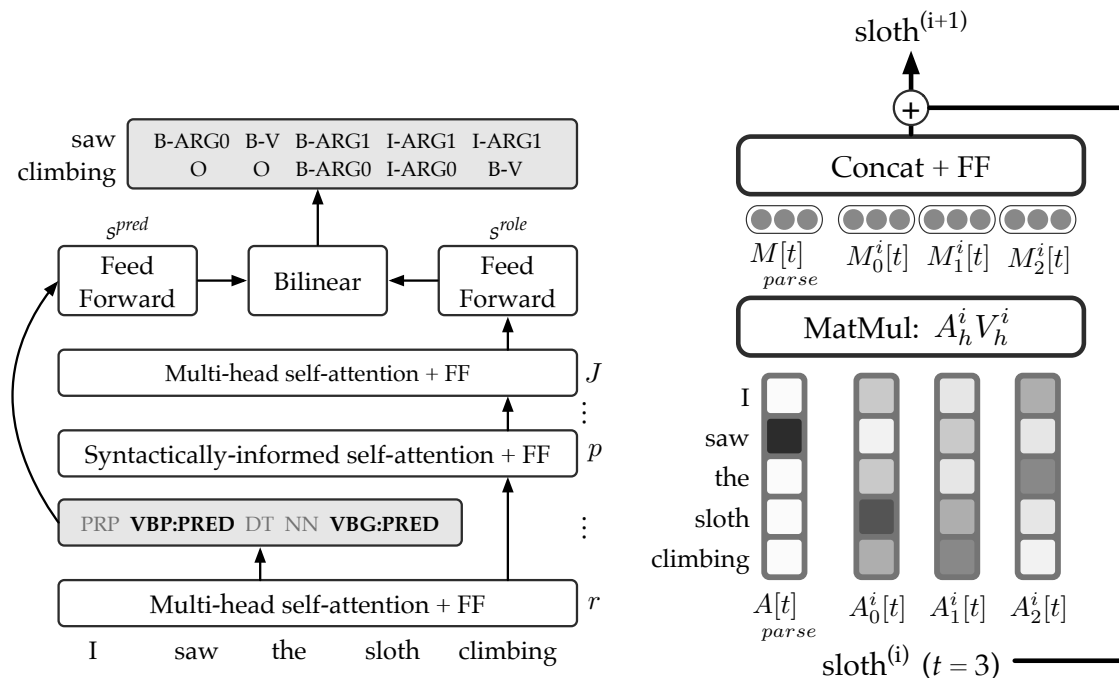 saw B-ARG0 B-V B-ARG1 I-ARG1 I-ARG1
climbing O O B-ARG0 I-ARG0 B-V
s^pred s^role
Feed Forward
Bilinear
Feed Forward
Multi-head self-attention + FF J
⋮
Syntactically-informed self-attention + FF p
PRP VBP:PRED DT NN VBG:PRED ⋮
Multi-head self-attention + FF r
I saw the sloth climbing
sloth^(i+1)
+
Concat + FF
M[t] M_0^i[t] M_1^i[t] M_2^i[t]
parse
MatMul: A_h^i V_h^i
I
saw
the
sloth
climbing
A[t] A_0^i[t] A_1^i[t] A_2^i[t]
parse
sloth^(i) (t = 3)